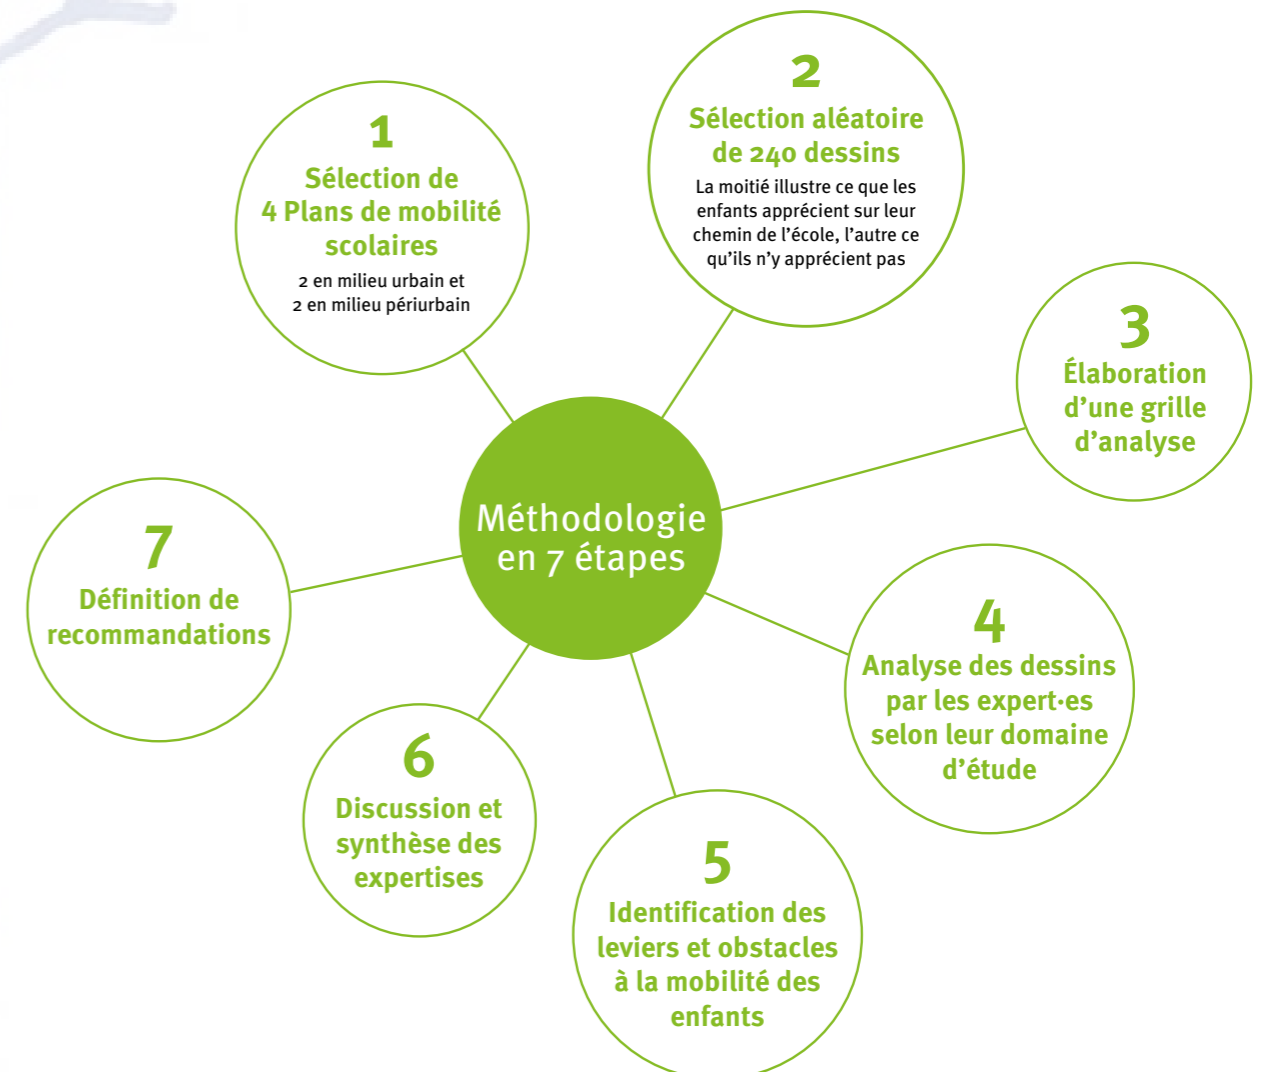 1
Sélection de
4 Plans de mobilité
scolaires
2 en milieu urbain et
2 en milieu périurbain
2
Sélection aléatoire
de 240 dessins
La moitié illustre ce que les
enfants apprécient sur leur
chemin de l’école, l’autre ce
qu’ils n’y apprécient pas
3
Élaboration
d’une grille
d’analyse
Méthodologie
en 7 étapes
4
Analyse des dessins
par les expert·es
selon leur domaine
d’étude
5
Identification des
leviers et obstacles
à la mobilité des
enfants
6
Discussion et
synthèse des
expertises
7
Définition de
recommandations